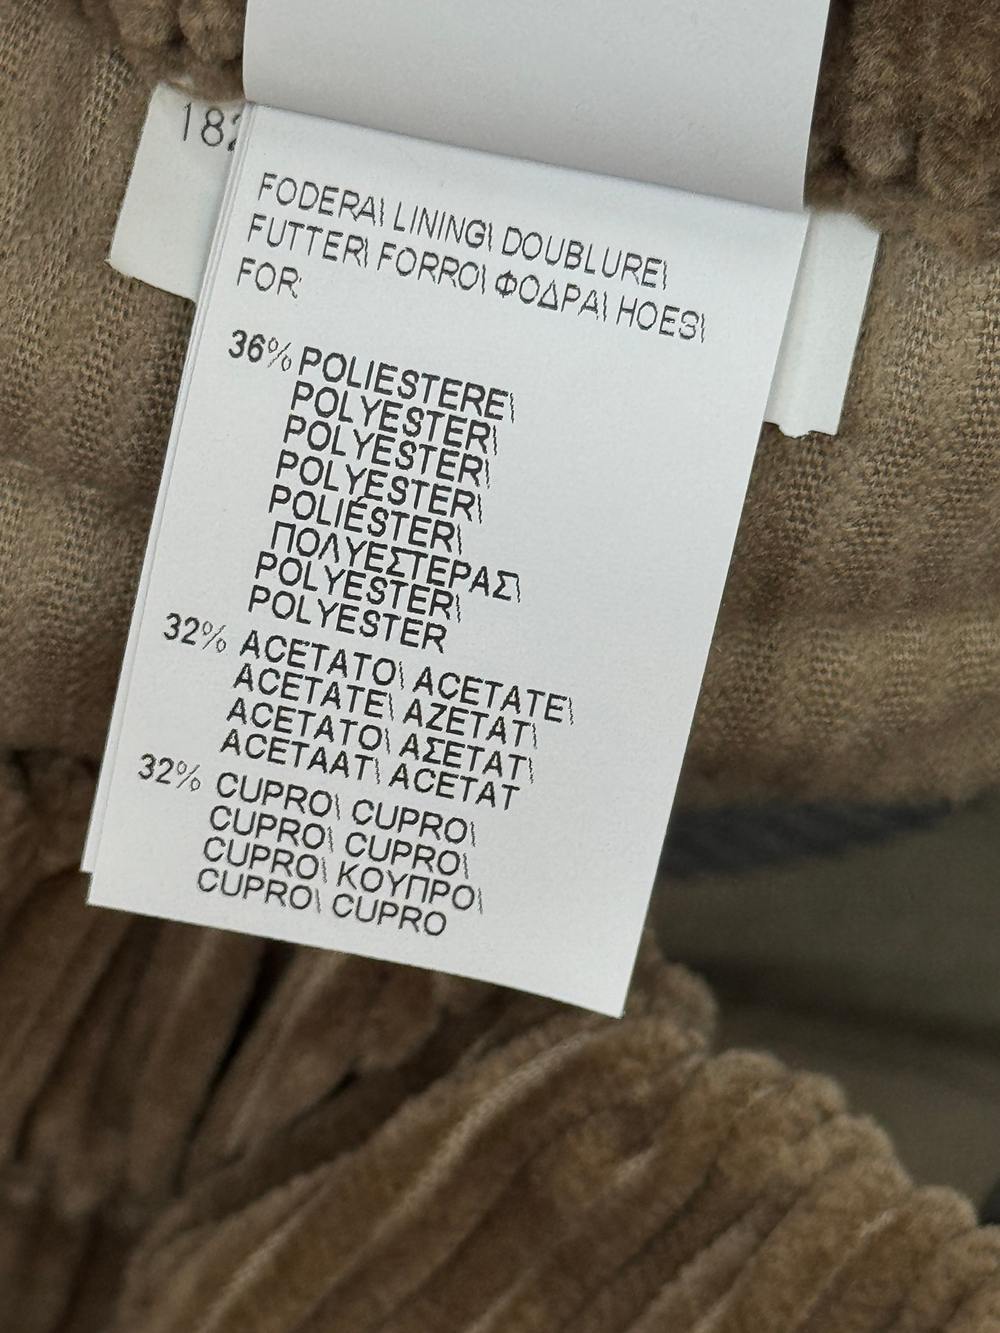 182
FODERA\ LINING\ DOUBLURE\
FUTTER\ FORRO\ ΦΟΔΡΑ\ HOES\
FOR
36% POLIESTERE\
POLYESTER\
POLYESTER\
POLYESTER\
POLIÉSTER\
ΠΟΛΥΕΣΤΕΡΑΣ\
POLYESTER\
POLYESTER
32% ACETATO\ ACETATE\
ACETATE\ AZETAT\
ACETATO\ ΑΣΕΤΑΤ\
ACETAAT\ ACETAT
32% CUPRO\ CUPRO\
CUPRO\ CUPRO\
CUPRO\ ΚΟΥΠΡΟ\
CUPRO\ CUPRO